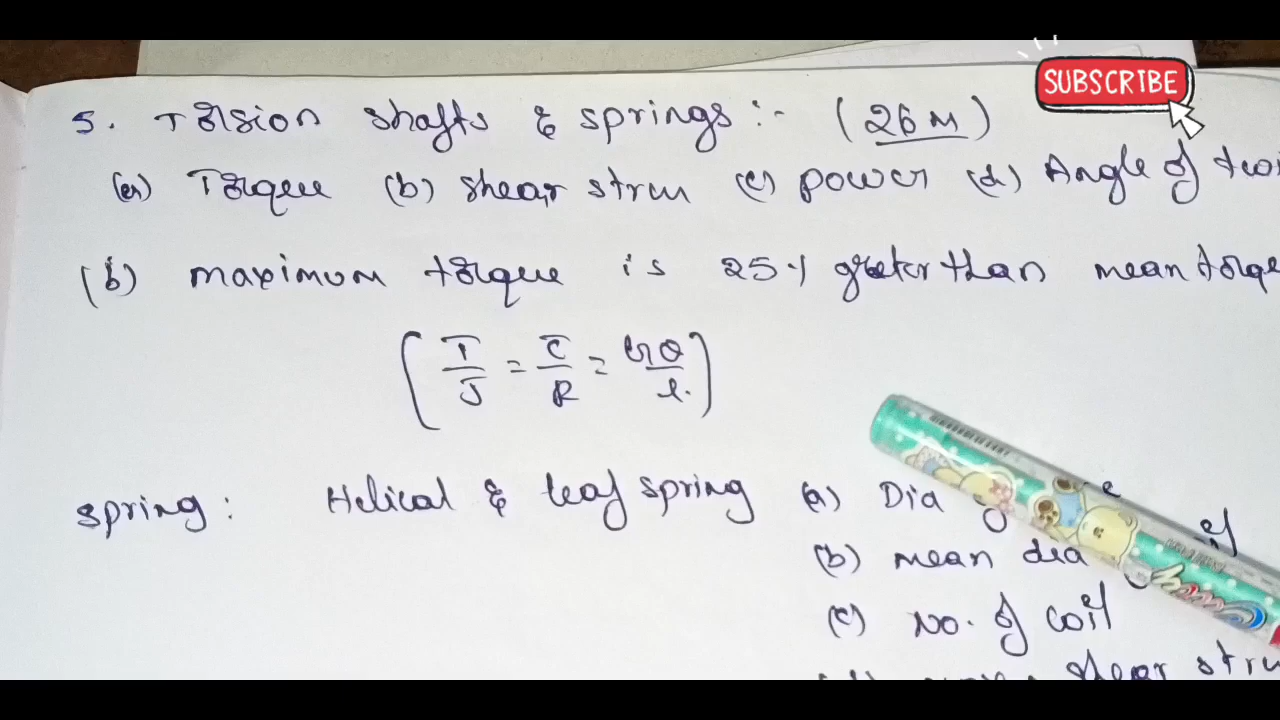 SUBSCRIBE
5. Torsion shafts & springs :- (26M)
(a) Torque (b) shear stress (c) power (d) Angle of
(b) maximum torque is 25% greater than mean
( T/J = τ/R = Gθ/l )
spring : Helical & leaf spring (a) Dia
(b) mean dia
(c) No. of coil
shear